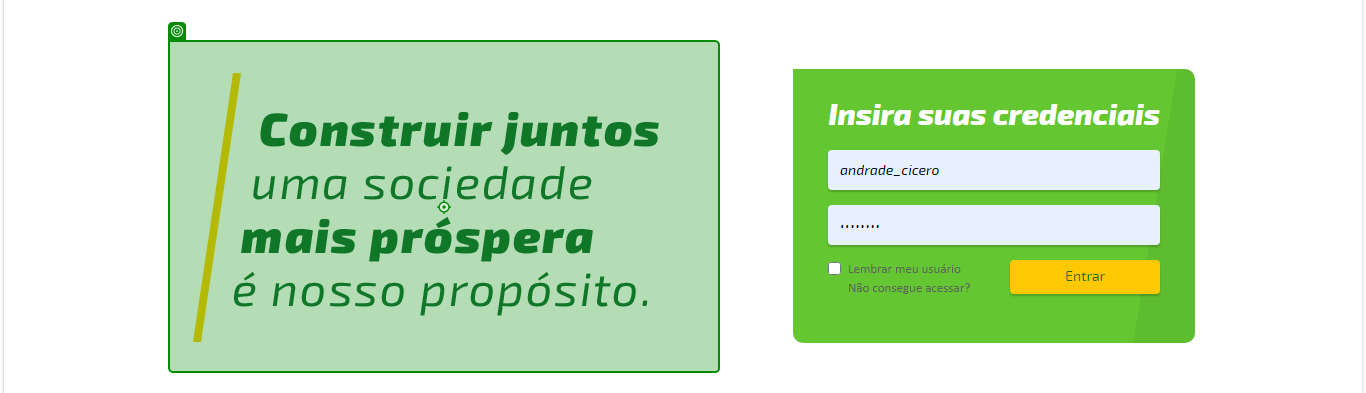 Construir juntos
uma sociedade
mais próspera
é nosso propósito.
Insira suas credenciais
andrade_cicero
••••••••
Lembrar meu usuário
Não consegue acessar?
Entrar